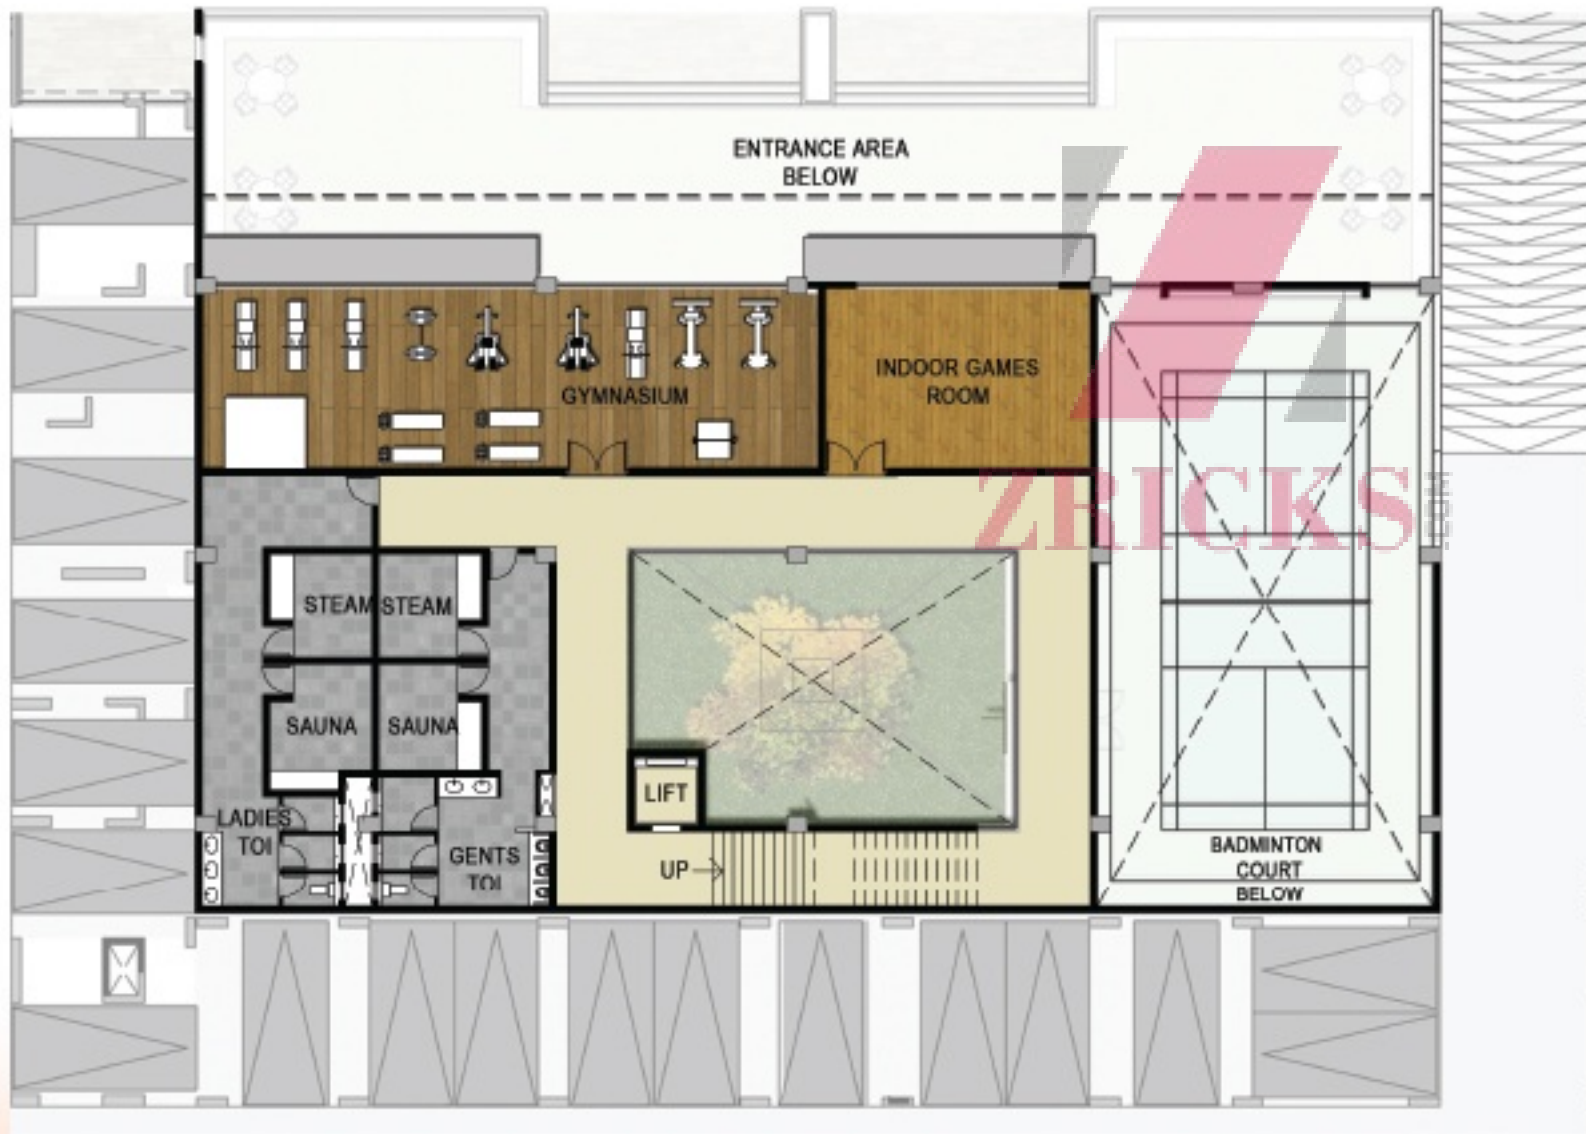 ENTRANCE AREA
BELOW
GYMNASIUM
INDOOR GAMES
ROOM
ZRICKS
.COM
STEAM
STEAM
SAUNA
SAUNA
LIFT
LADIES
TOI
GENTS
TOI
UP
BADMINTON
COURT
BELOW